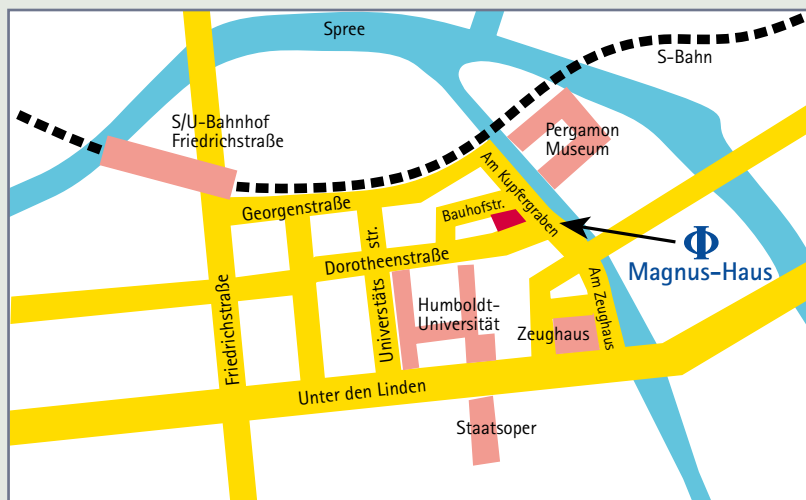 Spree
S-Bahn
S/U-Bahnhof
Friedrichstraße
Pergamon
Museum
Am Kupfergraben
Georgenstraße
Bauhofstr.
Φ
Magnus-Haus
Dorotheenstraße
Universtäts str.
Humboldt-
Universität
Zeughaus
Am Zeughaus
Friedrichstraße
Unter den Linden
Staatsoper